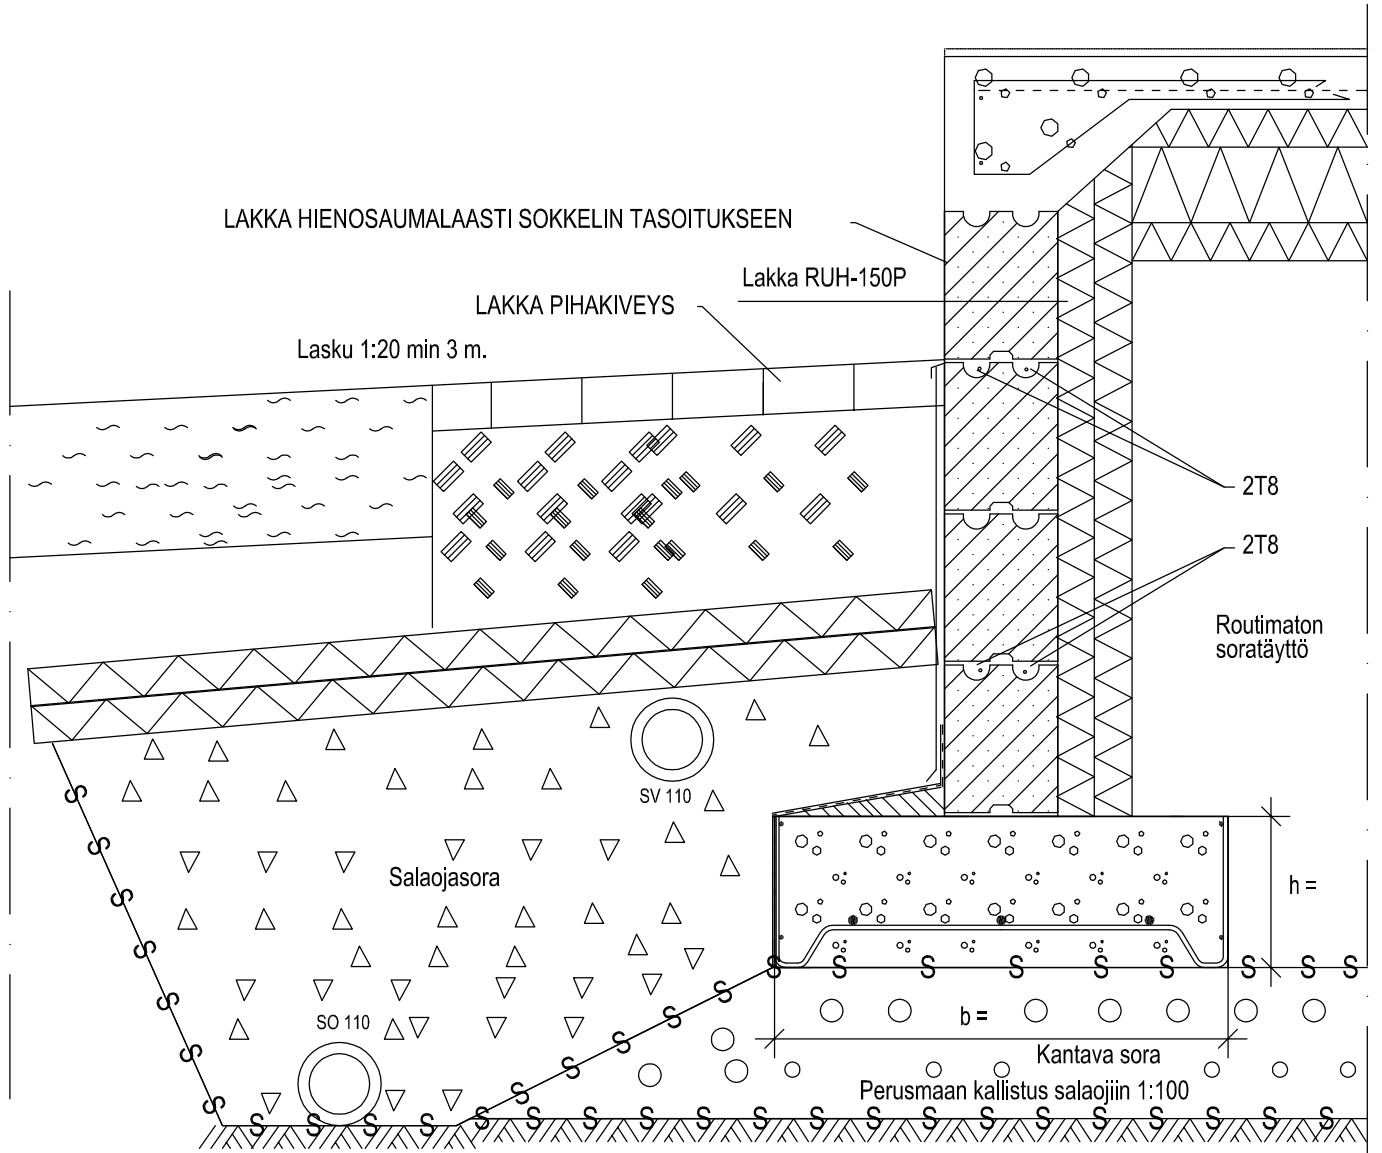 LAKKA HIENOSAUMALAASTI SOKKELIN TASOITUKSEEN
Lakka RUH-150P
LAKKA PIHAKIVEYS
Lasku 1:20 min 3 m.
2T8
2T8
Routimaton
soratäyttö
SV 110
Salaojasora
h =
SO 110
b =
Kantava sora
Perusmaan kallistus salaojiin 1:100
S S S S S S S S S S S S S S S S S S S S S S S S S S S S S S S S S S S S S S S S S S